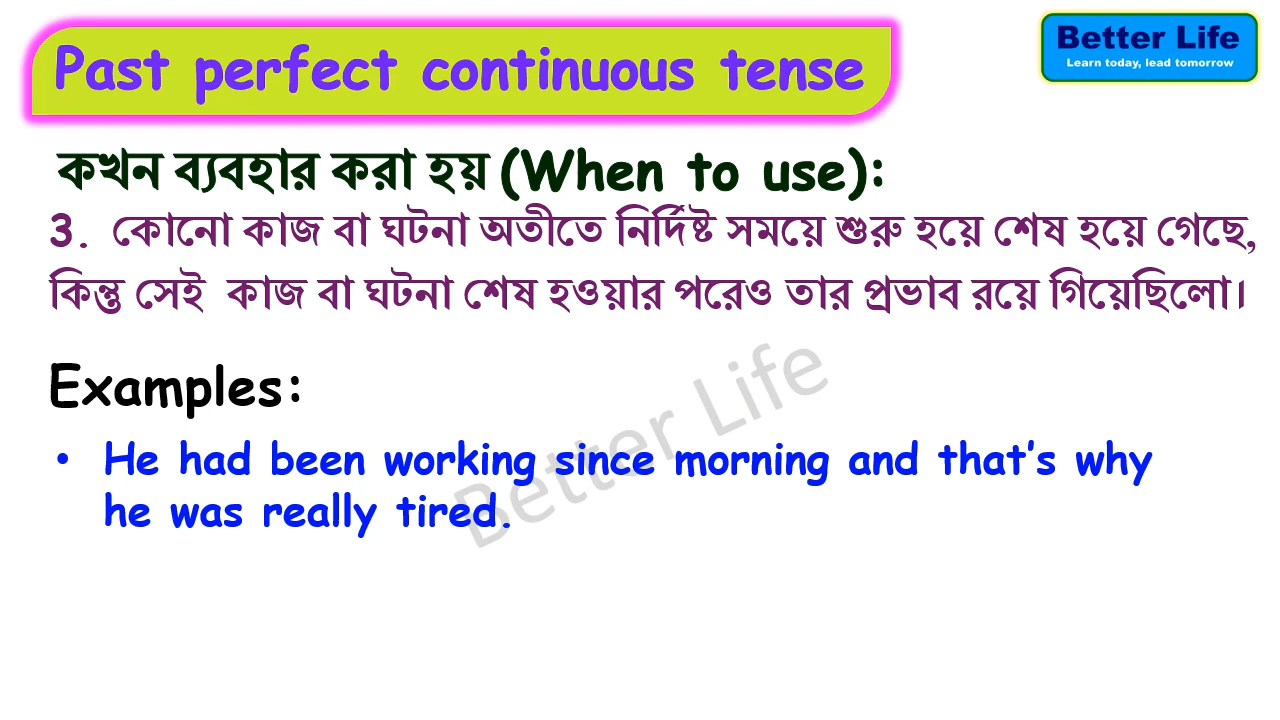 Past perfect continuous tense
Better Life
Learn today, lead tomorrow
কখন ব্যবহার করা হয় (When to use):
3. কোনো কাজ বা ঘটনা অতীতে নির্দিষ্ট সময়ে শুরু হয়ে শেষ হয়ে গেছে,
কিন্তু সেই কাজ বা ঘটনা শেষ হওয়ার পরেও তার প্রভাব রয়ে গিয়েছিলো।
Examples:
• He had been working since morning and that's why
he was really tired.
Better Life